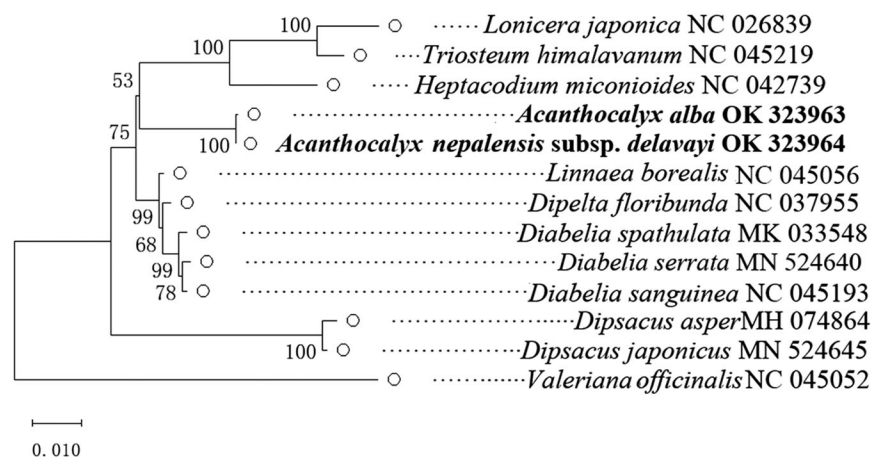 100 Lonicera japonica NC 026839
100 Triosteum himalavanum NC 045219
53 Heptacodium miconioides NC 042739
Acanthocalyx alba OK 323963
75
100 Acanthocalyx nepalensis subsp. delavayi OK 323964
Linnaea borealis NC 045056
99 Dipelta floribunda NC 037955
68 Diabelia spathulata MK 033548
99 Diabelia serrata MN 524640
78 Diabelia sanguinea NC 045193
Dipsacus asperMH 074864
100 Dipsacus japonicus MN 524645
Valeriana officinalis NC 045052
0.010